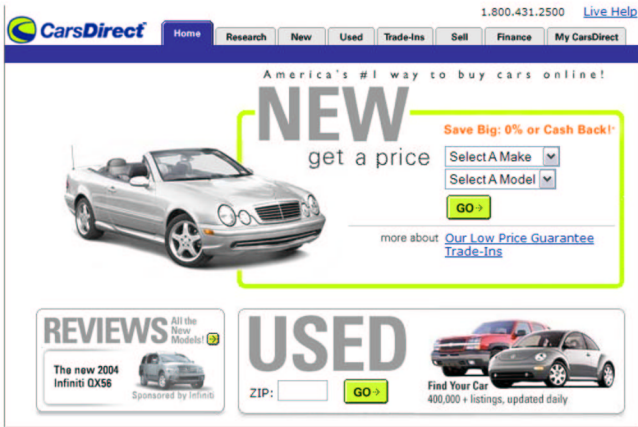 1.800.431.2500 Live Help
CarsDirect
Home Research New Used Trade-Ins Sell Finance My CarsDirect
America's #1 way to buy cars online!
NEW
Save Big: 0% or Cash Back!*
get a price
Select A Make
Select A Model
GO
more about Our Low Price Guarantee
Trade-Ins
REVIEWS
All the
New
Models!
The new 2004
Infiniti QX56
Sponsored by Infiniti
USED
ZIP:
GO
Find Your Car
400,000+ listings, updated daily